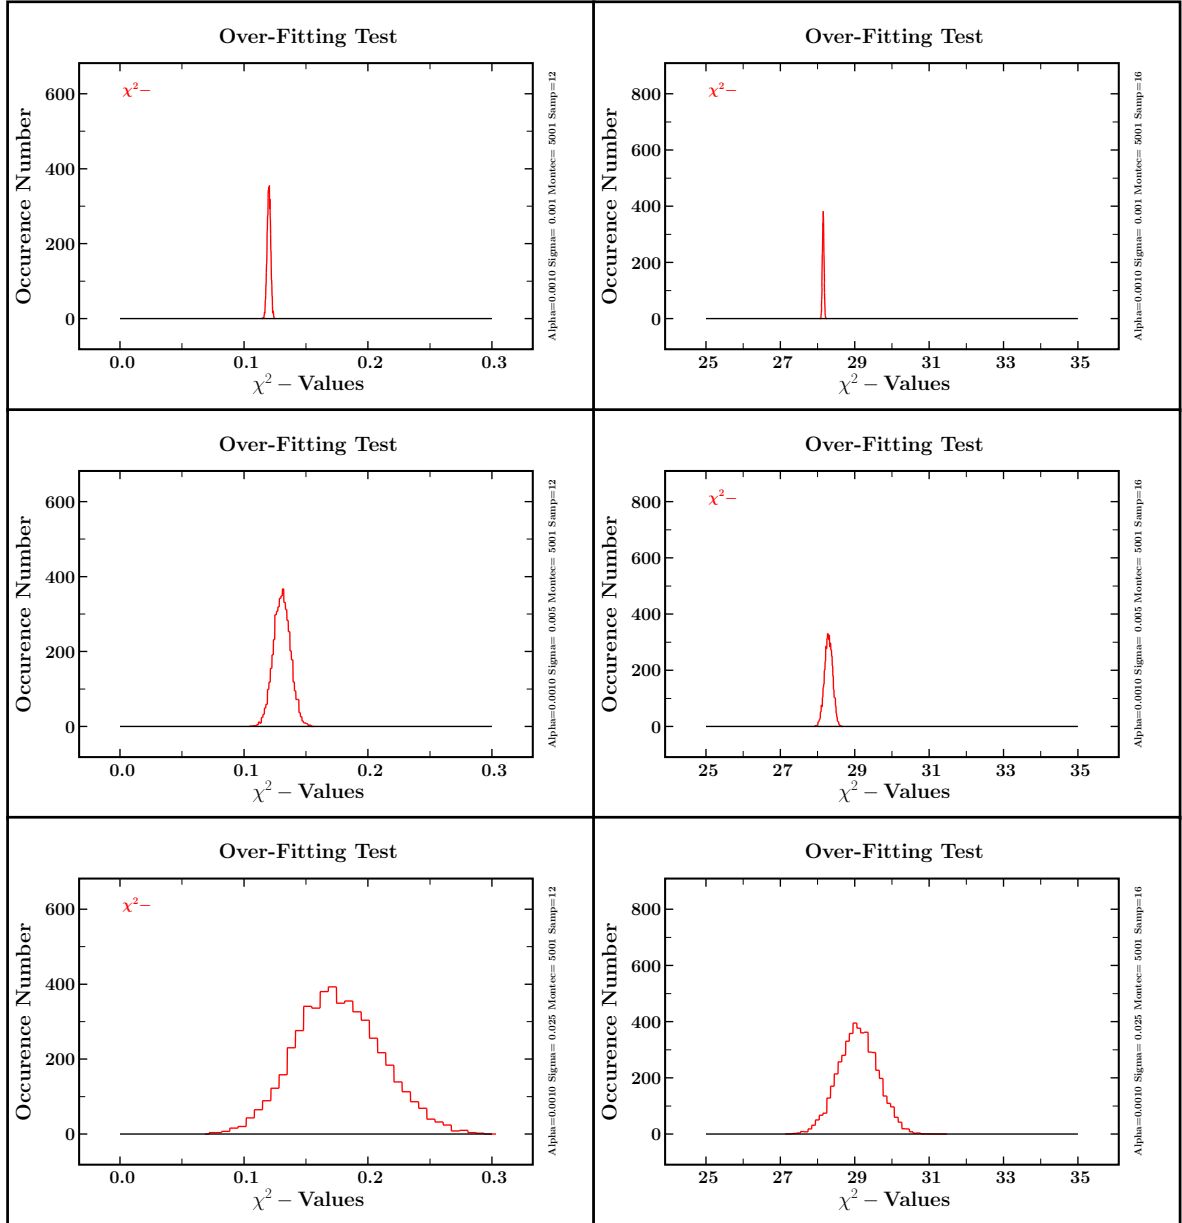 Over-Fitting Test
χ²−
Occurence Number
600
400
200
0
0.0 0.1 0.2 0.3
χ² − Values
Alpha=0.0010 Sigma= 0.001 Montec= 5001 Samp=12
Over-Fitting Test
χ²−
Occurence Number
800
600
400
200
0
25 27 29 31 33 35
χ² − Values
Alpha=0.0010 Sigma= 0.001 Montec= 5001 Samp=16
Over-Fitting Test
Occurence Number
600
400
200
0
0.0 0.1 0.2 0.3
χ² − Values
Alpha=0.0010 Sigma= 0.005 Montec= 5001 Samp=12
Over-Fitting Test
χ²−
Occurence Number
800
600
400
200
0
25 27 29 31 33 35
χ² − Values
Alpha=0.0010 Sigma= 0.005 Montec= 5001 Samp=16
Over-Fitting Test
χ²−
Occurence Number
600
400
200
0
0.0 0.1 0.2 0.3
χ² − Values
Alpha=0.0010 Sigma= 0.025 Montec= 5001 Samp=12
Over-Fitting Test
Occurence Number
800
600
400
200
0
25 27 29 31 33 35
χ² − Values
Alpha=0.0010 Sigma= 0.025 Montec= 5001 Samp=16